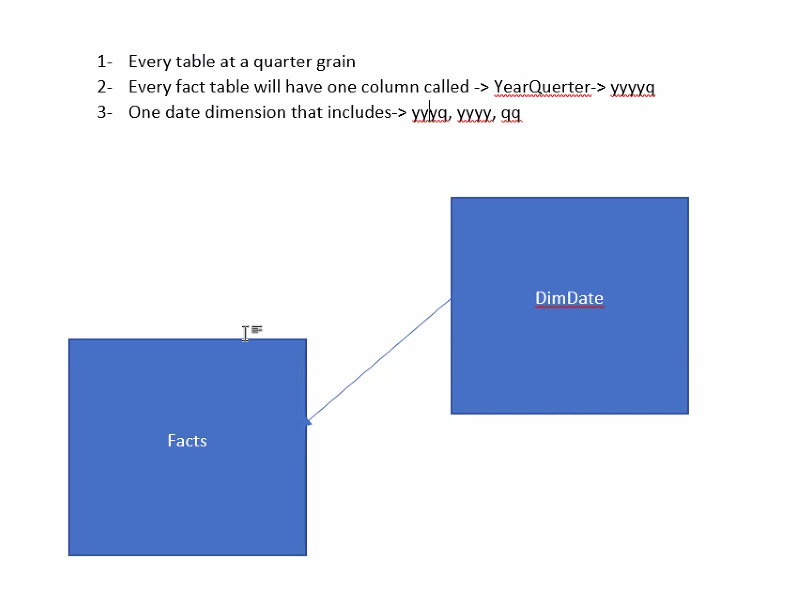 1- Every table at a quarter grain
2- Every fact table will have one column called -> YearQuerter-> yyyyq
3- One date dimension that includes-> yyyyq, yyyy, qq
DimDate
Facts